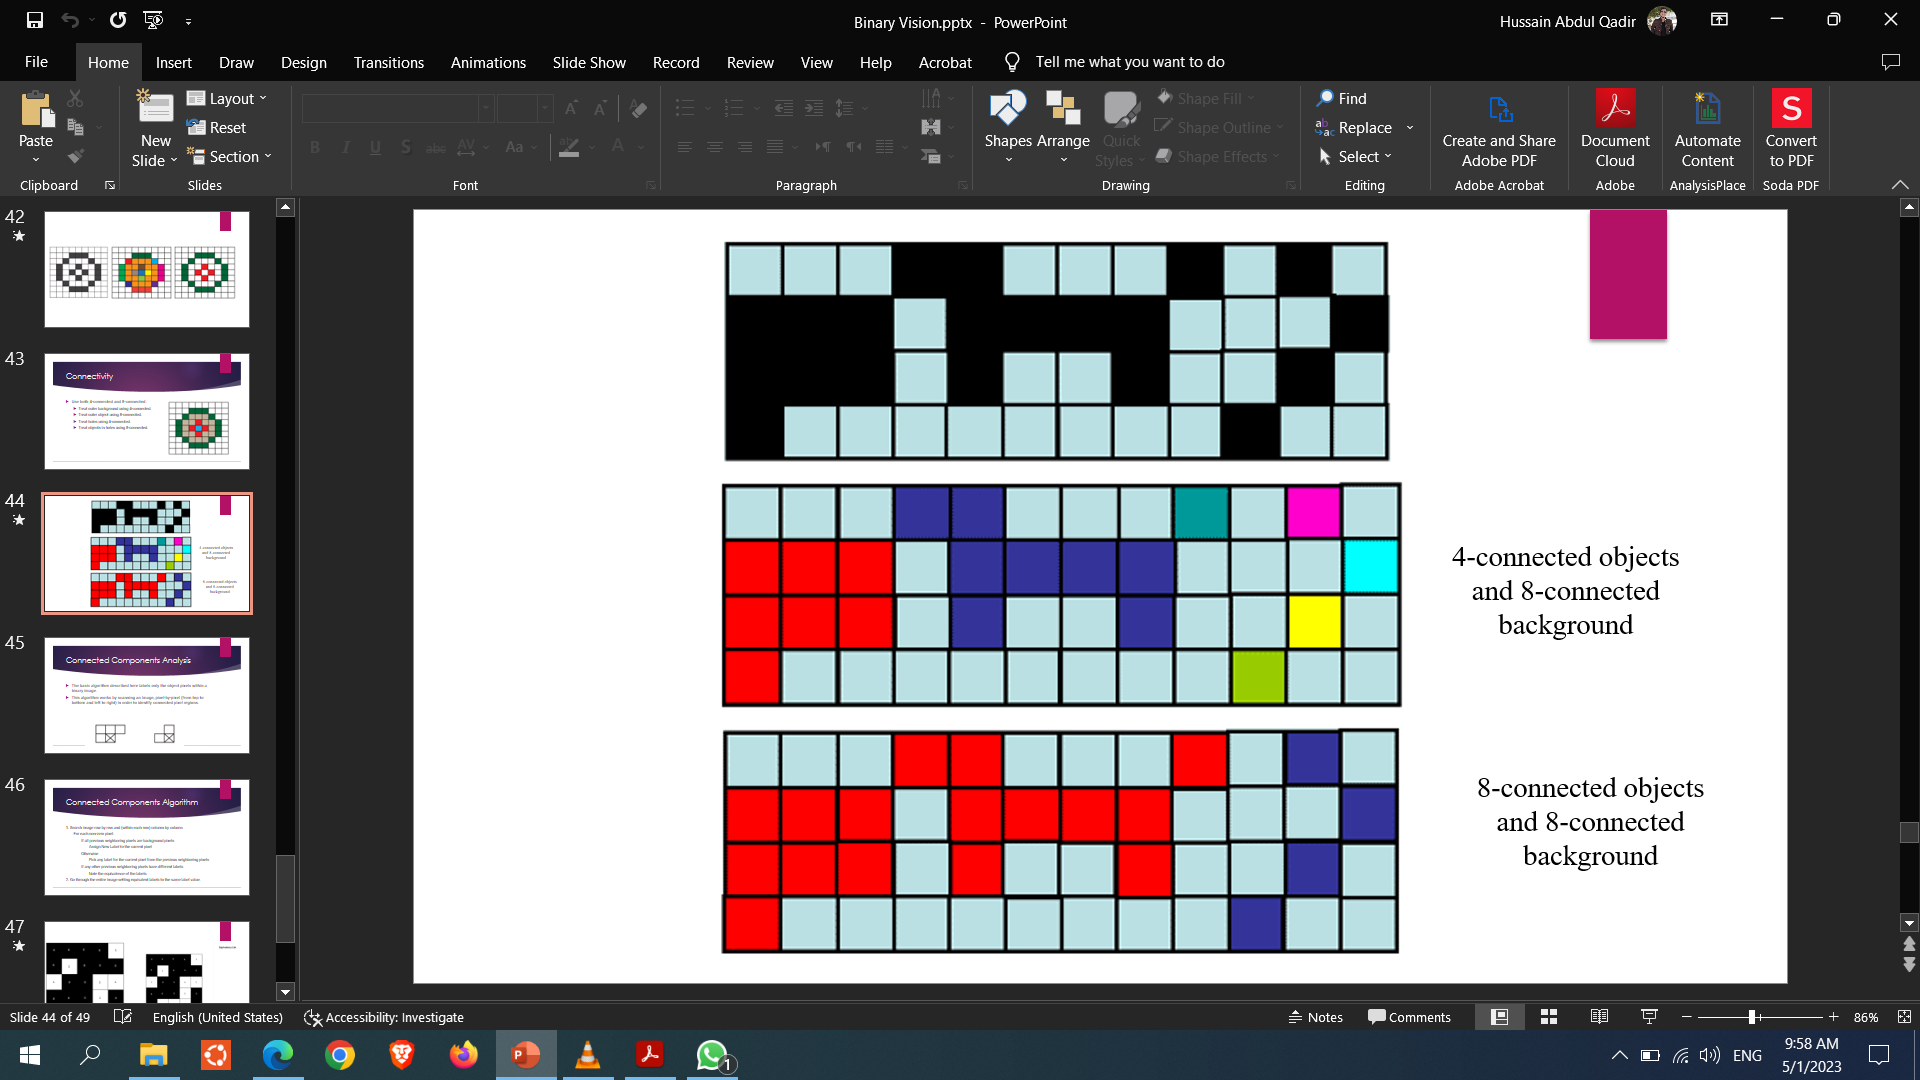 Binary Vision.pptx - PowerPoint
Hussain Abdul Qadir
File
Home
Insert
Draw
Design
Transitions
Animations
Slide Show
Record
Review
View
Help
Acrobat
Tell me what you want to do
Paste
Clipboard
New
Slide
Layout
Reset
Section
Slides
B I U S abc AV Aa A
Font
Paragraph
Shapes
Arrange
Quick
Styles
Shape Fill
Shape Outline
Shape Effects
Drawing
Find
Replace
Select
Editing
Create and Share
Adobe PDF
Adobe Acrobat
Document
Cloud
Adobe
Automate
Content
AnalysisPlace
Convert
to PDF
Soda PDF
42
43
Connectivity
44
45
Connected Components Analysis
46
Connected Components Algorithm
47
4-connected objects
and 8-connected
background
8-connected objects
and 8-connected
background
Slide 44 of 49
English (United States)
Accessibility: Investigate
Notes
Comments
86%
1
ENG
9:58 AM
5/1/2023